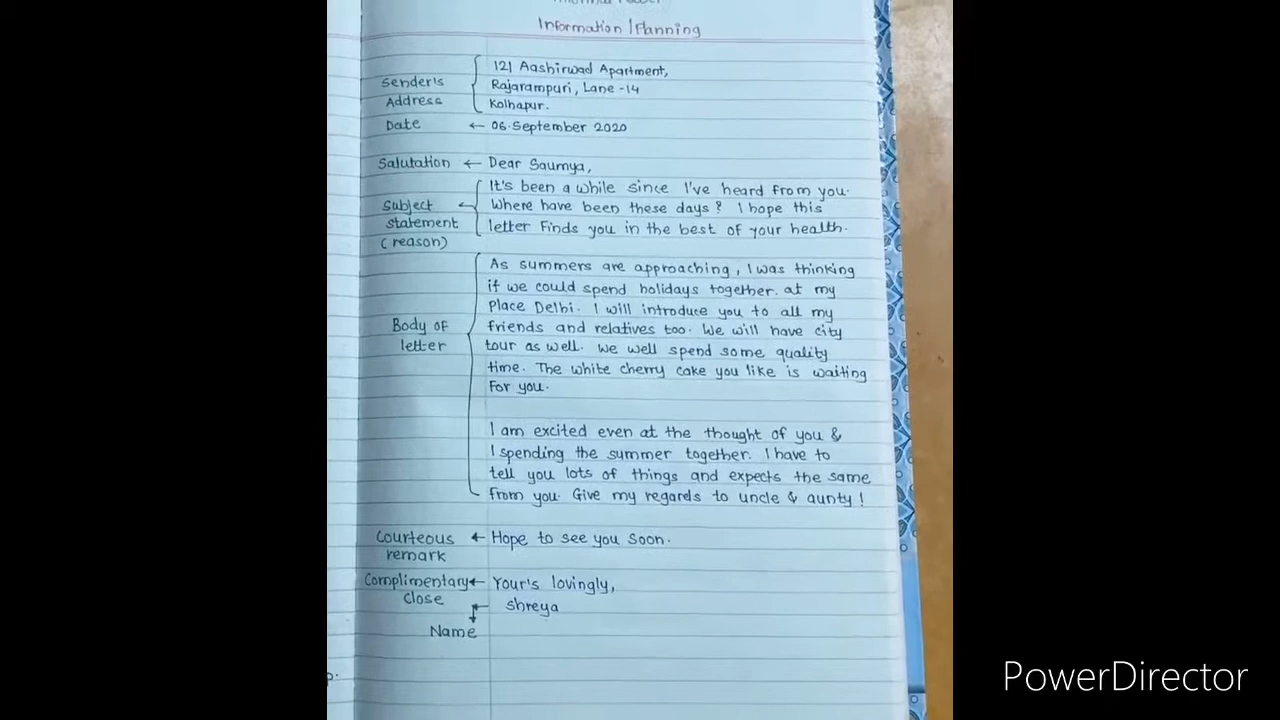 Information/Planning
121 Aashirwad Apartment,
Sender's
Rajarampuri, Lane-14
Address
Kolhapur.
Date ← 06.September 2020
Salutation ← Dear Saumya,
It's been a while since I've heard from you.
Subject ← Where have been these days? I hope this
statement letter finds you in the best of your health.
(reason)
As summers are approaching, I was thinking
if we could spend holidays together. at my
Place Delhi. I will introduce you to all my
Body of friends and relatives too. We will have city
letter tour as well. We well spend some quality
time. The white cherry cake you like is waiting
For you.
I am excited even at the thought of you &
I spending the summer together. I have to
tell you lots of things and expects the same
from you. Give my regards to uncle & aunty!
Courteous ← Hope to see you soon.
remark
Complimentary ← Your's lovingly,
Close
shreya
Name
PowerDirector